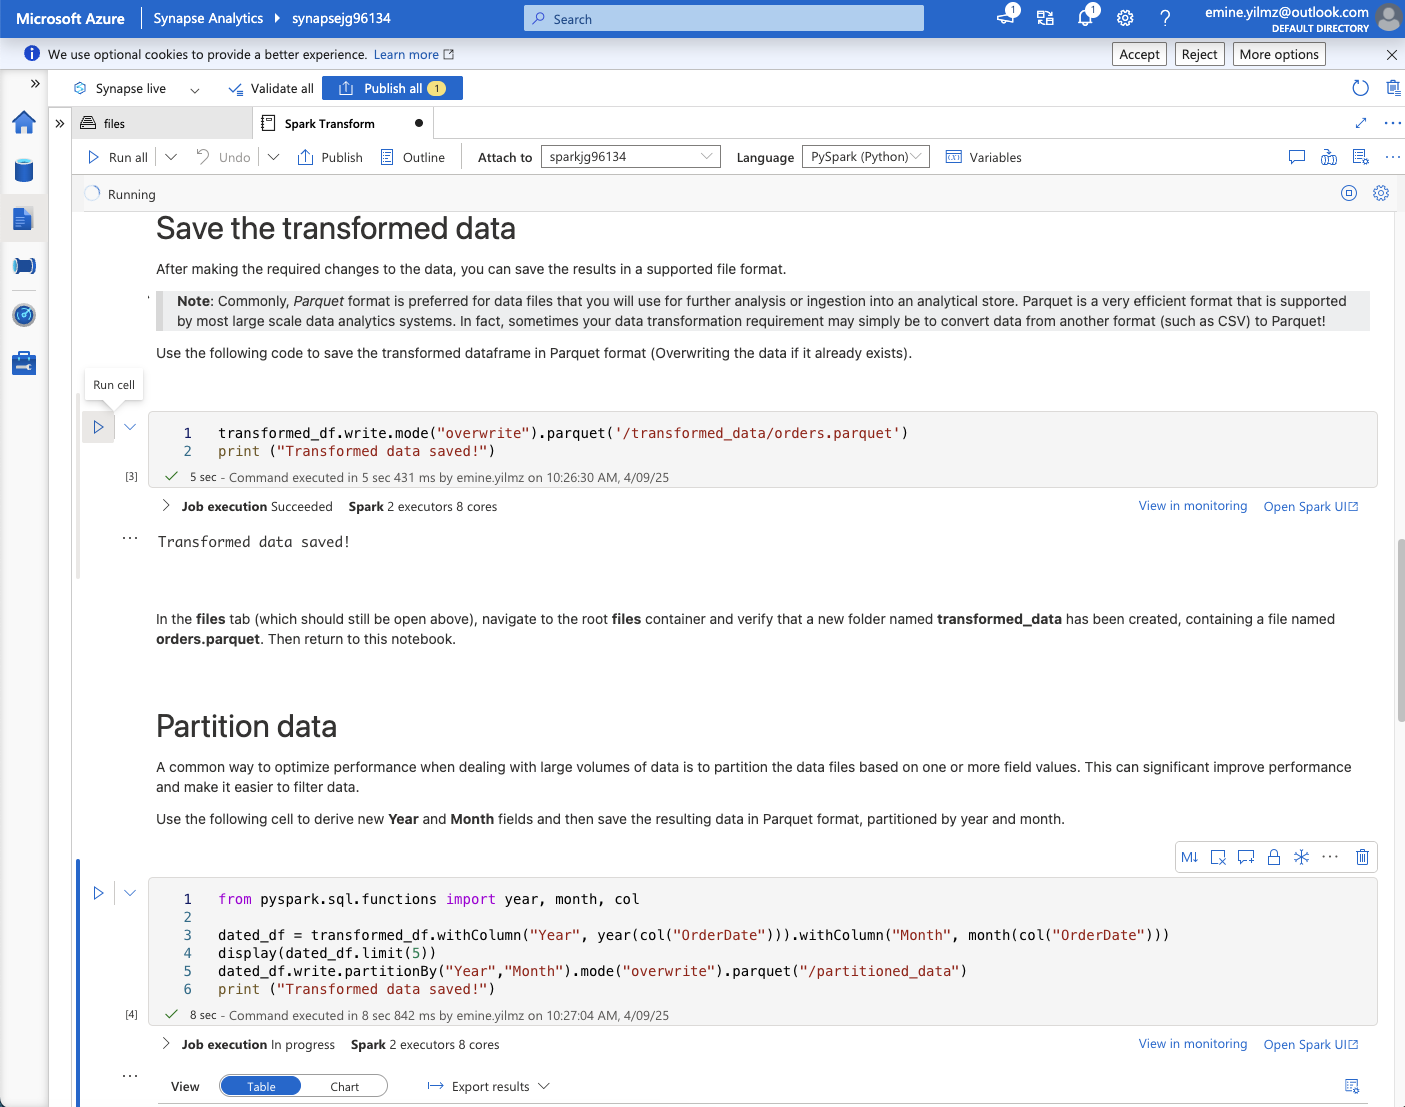 Microsoft Azure
Synapse Analytics
synapsejg96134
Search
1
1
emine.yilmz@outlook.com
DEFAULT DIRECTORY
We use optional cookies to provide a better experience. Learn more
Accept
Reject
More options
Synapse live
Validate all
Publish all 1
files
Spark Transform
Run all
Undo
Publish
Outline
Attach to
sparkjg96134
Language
PySpark (Python)
Variables
Running
Save the transformed data
After making the required changes to the data, you can save the results in a supported file format.
Note: Commonly, Parquet format is preferred for data files that you will use for further analysis or ingestion into an analytical store. Parquet is a very efficient format that is supported
by most large scale data analytics systems. In fact, sometimes your data transformation requirement may simply be to convert data from another format (such as CSV) to Parquet!
Use the following code to save the transformed dataframe in Parquet format (Overwriting the data if it already exists).
Run cell
1 transformed_df.write.mode("overwrite").parquet('/transformed_data/orders.parquet')
2 print ("Transformed data saved!")
[3] 5 sec - Command executed in 5 sec 431 ms by emine.yilmz on 10:26:30 AM, 4/09/25
Job execution Succeeded Spark 2 executors 8 cores
View in monitoring
Open Spark UI
Transformed data saved!
In the files tab (which should still be open above), navigate to the root files container and verify that a new folder named transformed_data has been created, containing a file named
orders.parquet. Then return to this notebook.
Partition data
A common way to optimize performance when dealing with large volumes of data is to partition the data files based on one or more field values. This can significant improve performance
and make it easier to filter data.
Use the following cell to derive new Year and Month fields and then save the resulting data in Parquet format, partitioned by year and month.
M↓
1 from pyspark.sql.functions import year, month, col
2
3 dated_df = transformed_df.withColumn("Year", year(col("OrderDate"))).withColumn("Month", month(col("OrderDate")))
4 display(dated_df.limit(5))
5 dated_df.write.partitionBy("Year","Month").mode("overwrite").parquet("/partitioned_data")
6 print ("Transformed data saved!")
[4] 8 sec - Command executed in 8 sec 842 ms by emine.yilmz on 10:27:04 AM, 4/09/25
Job execution In progress Spark 2 executors 8 cores
View in monitoring
Open Spark UI
View
Table
Chart
Export results